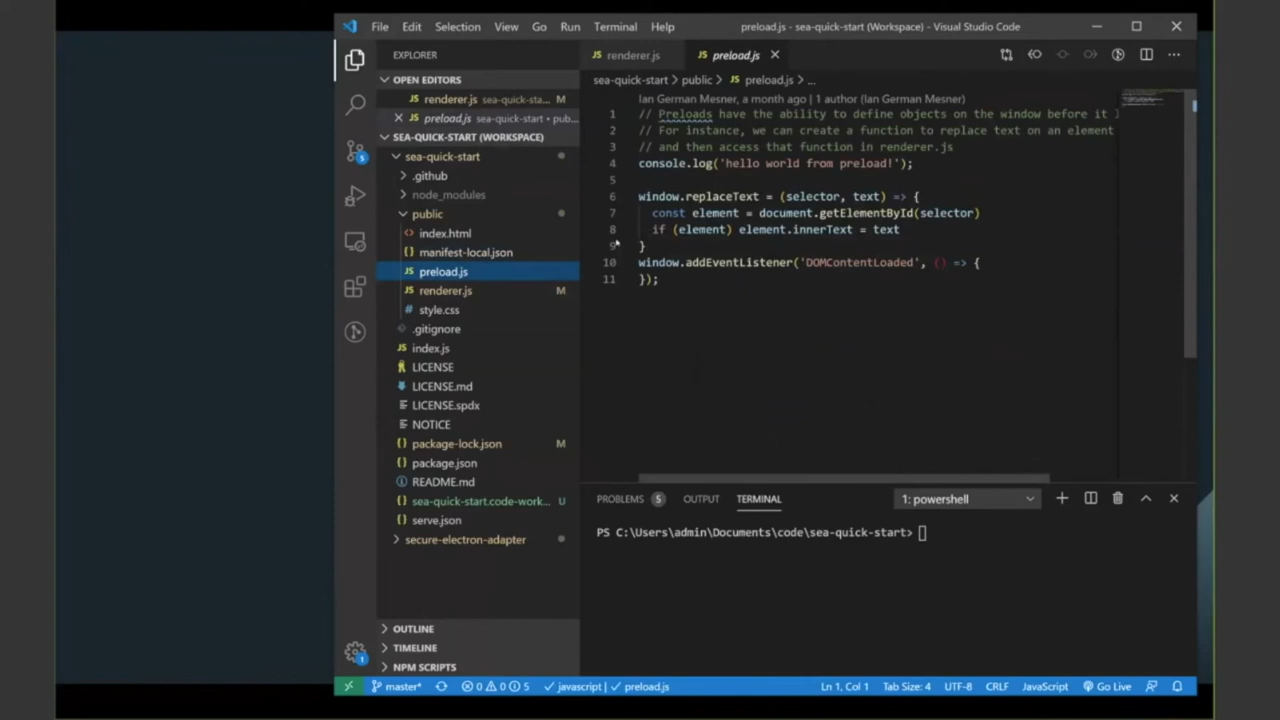 File Edit Selection View Go Run Terminal Help
preload.js - sea-quick-start (Workspace) - Visual Studio Code
EXPLORER
OPEN EDITORS
renderer.js sea-quick-sta... M
preload.js sea-quick-start • pub...
SEA-QUICK-START (WORKSPACE)
sea-quick-start
.github
node_modules
public
index.html
manifest-local.json
preload.js
renderer.js M
style.css
.gitignore
index.js
LICENSE
LICENSE.md
LICENSE.spdx
NOTICE
package-lock.json M
package.json
README.md
sea-quick-start.code-work... U
serve.json
secure-electron-adapter
OUTLINE
TIMELINE
NPM SCRIPTS
renderer.js preload.js
sea-quick-start > public > JS preload.js > ...
Ian German Mesner, a month ago | 1 author (Ian German Mesner)
1 // Preloads have the ability to define objects on the window before it l
2 // For instance, we can create a function to replace text on an element
3 // and then access that function in renderer.js
4 console.log('hello world from preload!');
5
6 window.replaceText = (selector, text) => {
7 const element = document.getElementById(selector)
8 if (element) element.innerText = text
9 }
10 window.addEventListener('DOMContentLoaded', () => {
11 });
PROBLEMS 5 OUTPUT TERMINAL 1: powershell
PS C:\Users\admin\Documents\code\sea-quick-start>
master* 0 0 5 javascript | preload.js Ln 1, Col 1 Tab Size: 4 UTF-8 CRLF JavaScript Go Live